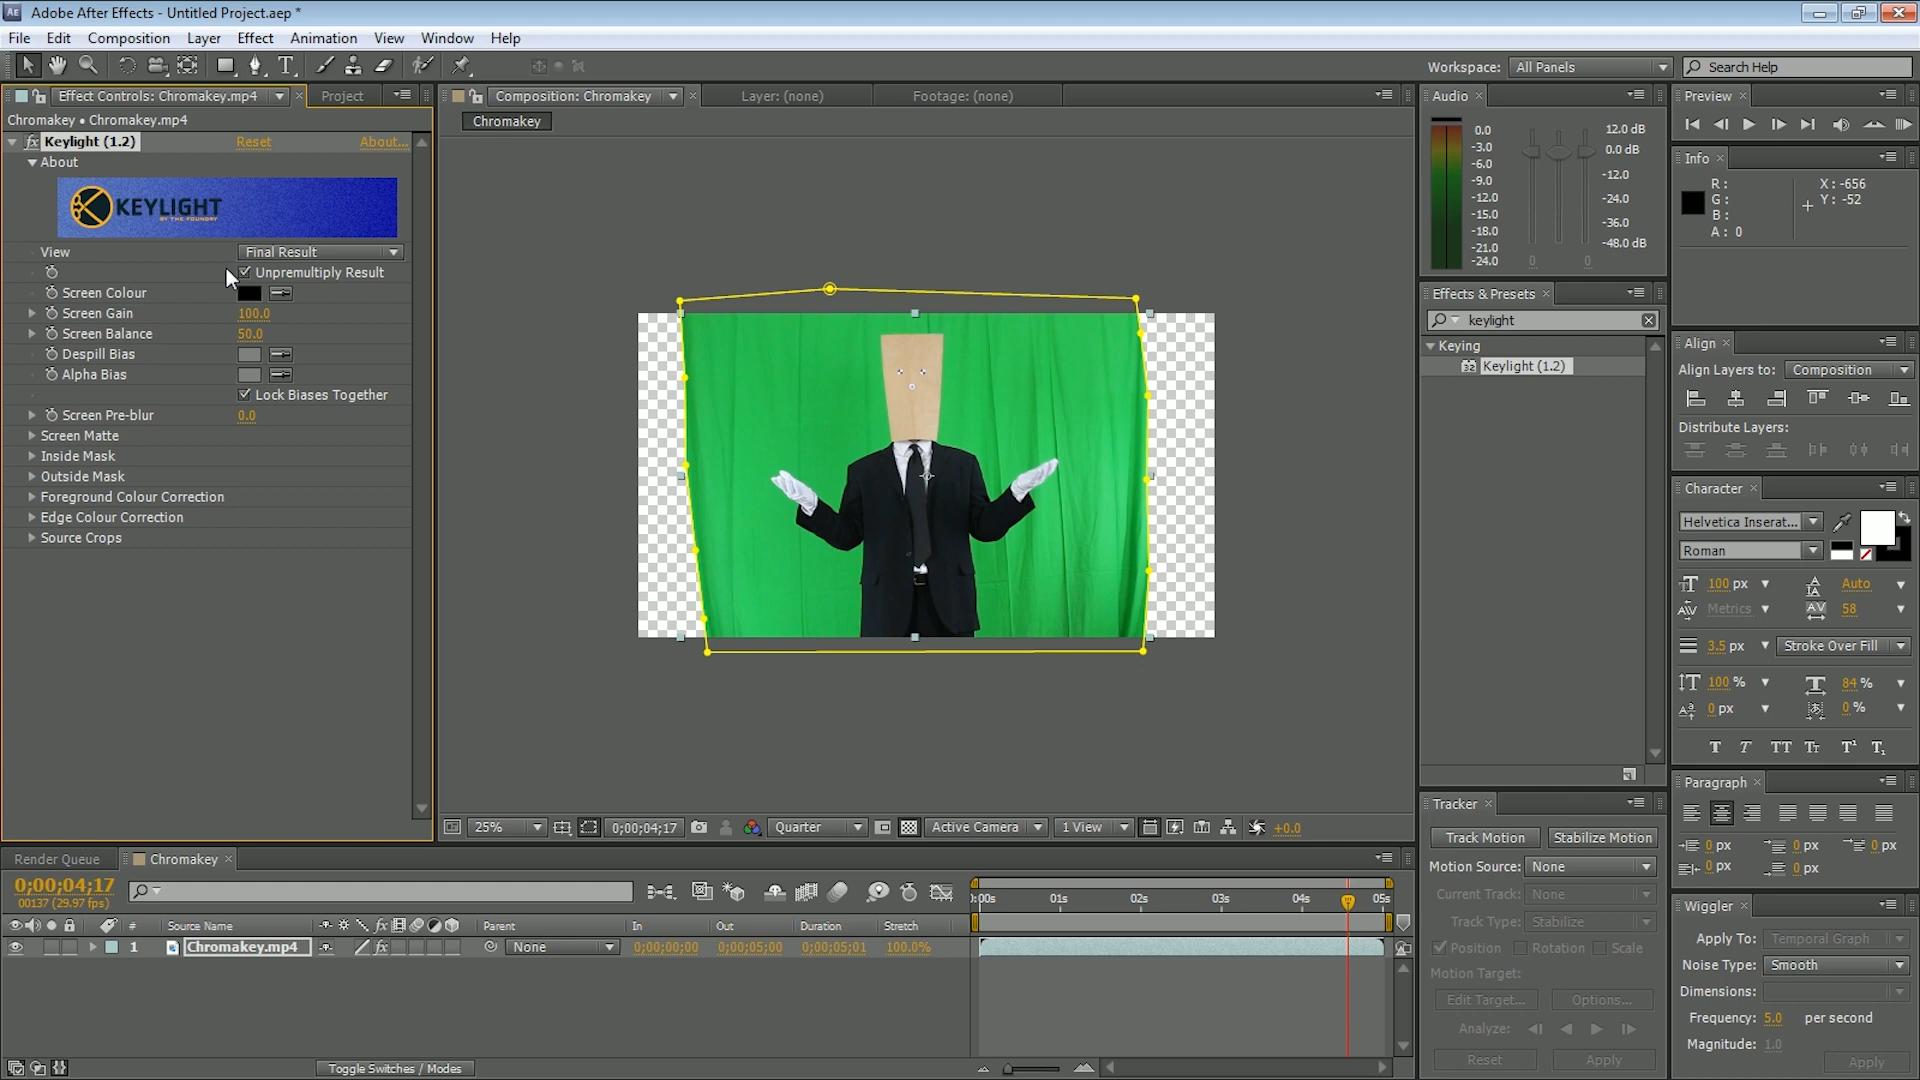 Adobe After Effects - Untitled Project.aep *
File Edit Composition Layer Effect Animation View Window Help
Workspace: All Panels Search Help
Effect Controls: Chromakey.mp4 Project
Chromakey • Chromakey.mp4
Keylight (1.2) Reset About...
About
KEYLIGHT
BY THE FOUNDRY
View Final Result
Unpremultiply Result
Screen Colour
Screen Gain 100.0
Screen Balance 50.0
Despill Bias
Alpha Bias
Lock Biases Together
Screen Pre-blur 0.0
Screen Matte
Inside Mask
Outside Mask
Foreground Colour Correction
Edge Colour Correction
Source Crops
Composition: Chromakey Layer: (none) Footage: (none)
Chromakey
25% 0;00;04;17 Quarter Active Camera 1 View +0.0
Audio
0.0 12.0 dB
-3.0 0.0 dB
-6.0
-9.0 -12.0
-12.0 -24.0
-15.0
-18.0 -36.0
-21.0 -48.0 dB
-24.0 0 0
Effects & Presets
keylight
Keying
32 Keylight (1.2)
Tracker
Track Motion Stabilize Motion
Motion Source: None
Current Track: None
Track Type: Stabilize
Position Rotation Scale
Motion Target:
Edit Target... Options...
Analyze:
Reset Apply
Preview
Info
R: X: -656
G: Y: -52
B:
A: 0
Align
Align Layers to: Composition
Distribute Layers:
Character
Helvetica Inserat...
Roman
100 px Auto
Metrics 58
3.5 px Stroke Over Fill
100 % 84 %
0 px 0 %
T T TT Tt T¹ T₁
Paragraph
0 px 0 px 0 px
0 px 0 px
Wiggler
Apply To: Temporal Graph
Noise Type: Smooth
Dimensions:
Frequency: 5.0 per second
Magnitude: 1.0
Apply
Render Queue Chromakey
0;00;04;17
00137 (29.97 fps)
# Source Name Parent In Out Duration Stretch
1 Chromakey.mp4 None 0;00;00;00 0;00;05;00 0;00;05;01 100.0%
):00s 01s 02s 03s 04s 05s
Toggle Switches / Modes